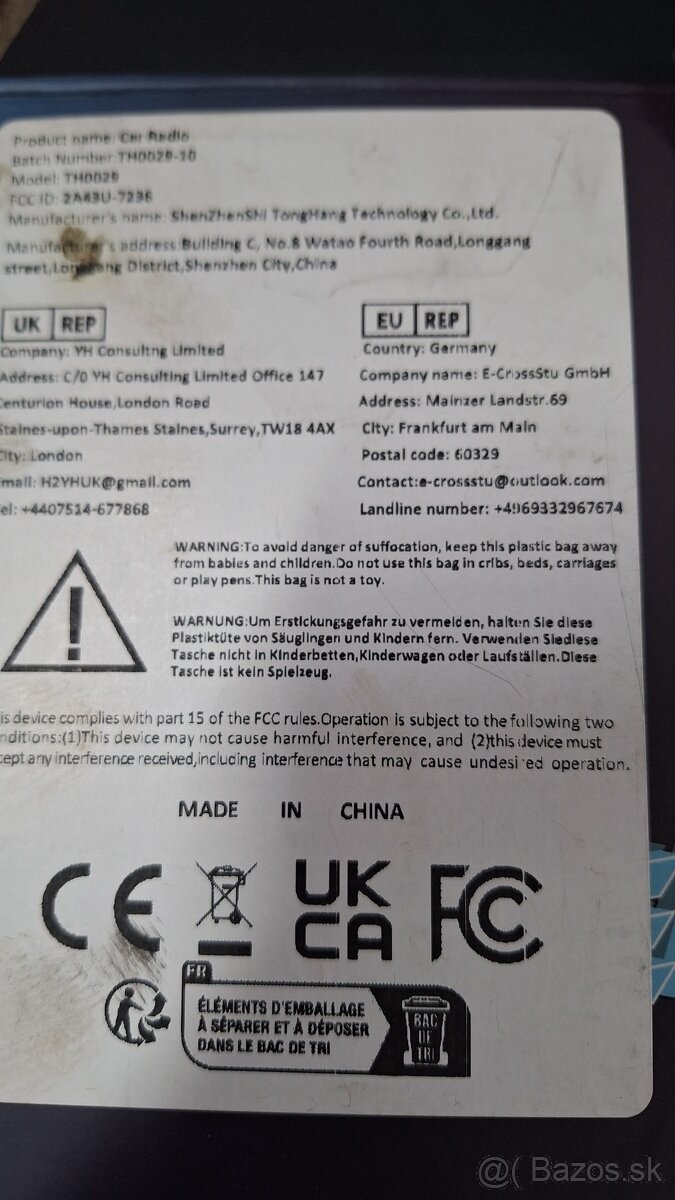 Product name: Car Radio
Batch Number:TH0029-10
Model: TH0029
FCC ID: 2A43U-7236
Manufacturer's name: ShenZhenShi TongHang Technology Co.,Ltd.
Manufacturer's address:Building C, No.8 Watao Fourth Road,Longgang
street,Longgang District,Shenzhen City,China
UK REP
Company: YH Consultng Limited
Address: C/O YH Consulting Limited Office 147
Centurion House,London Road
Staines-upon-Thames Staines,Surrey,TW18 4AX
City: London
Email: H2YHUK@gmail.com
Tel: +4407514-677868
EU REP
Country: Germany
Company name: E-CrossStu GmbH
Address: Mainzer Landstr.69
City: Frankfurt am Main
Postal code: 60329
Contact:e-crossstu@outlook.com
Landline number: +4969332967674
WARNING:To avoid danger of suffocation, keep this plastic bag away
from babies and children.Do not use this bag in cribs, beds, carriages
or play pens.This bag is not a toy.
WARNUNG:Um Erstickungsgefahr zu vermeiden, halten Sie diese
Plastiktüte von Säuglingen und Kindern fern. Verwenden Siediese
Tasche nicht in Kinderbetten,Kinderwagen oder Laufställen.Diese
Tasche ist kein Spielzeug.
is device complies with part 15 of the FCC rules.Operation is subject to the following two
nditions:(1)This device may not cause harmful interference, and (2)this device must
cept any interference received,including interference that may cause undesired operation.
MADE IN CHINA
CE
UK
CA
FC
FR
ÉLÉMENTS D'EMBALLAGE
À SÉPARER ET À DÉPOSER
DANS LE BAC DE TRI
BAC
DE
TRI
@( Bazos.sk